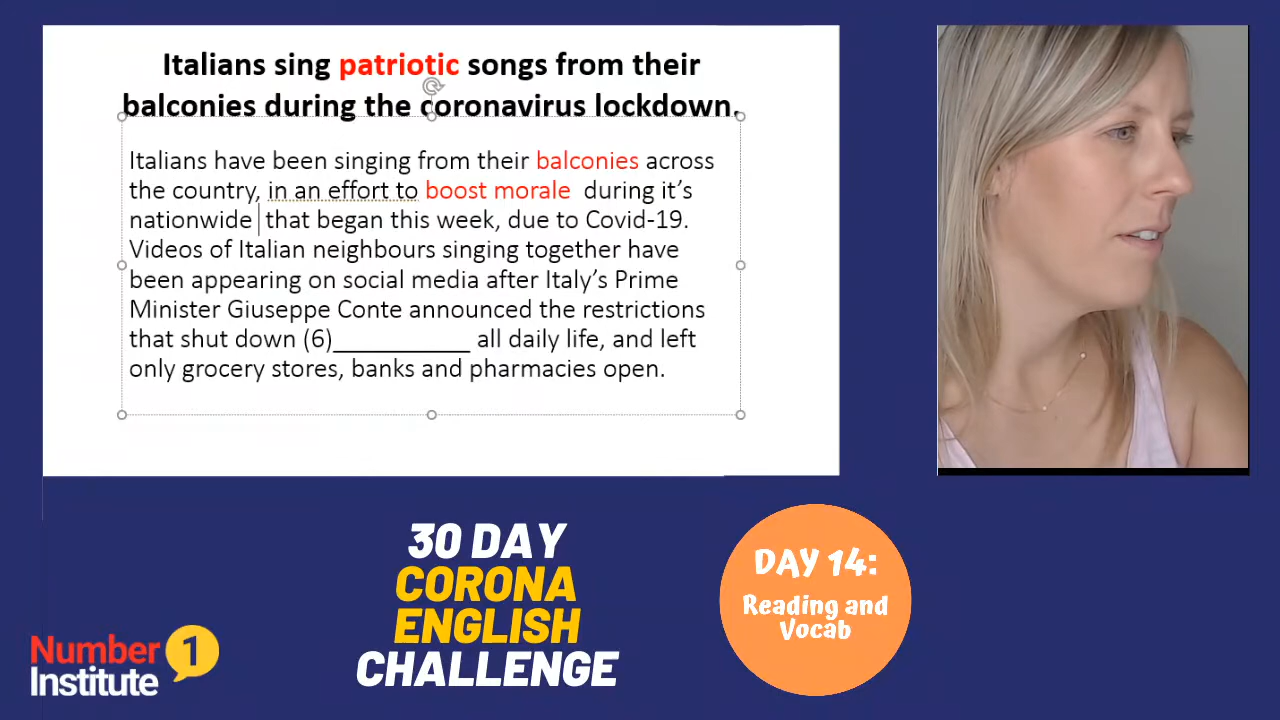 Italians sing patriotic songs from their
balconies during the coronavirus lockdown.
Italians have been singing from their balconies across
the country, in an effort to boost morale during it’s
nationwide that began this week, due to Covid-19.
Videos of Italian neighbours singing together have
been appearing on social media after Italy’s Prime
Minister Giuseppe Conte announced the restrictions
that shut down (6)___________ all daily life, and left
only grocery stores, banks and pharmacies open.
30 DAY
CORONA
ENGLISH
CHALLENGE
DAY 14:
Reading and
Vocab
Number 1
Institute